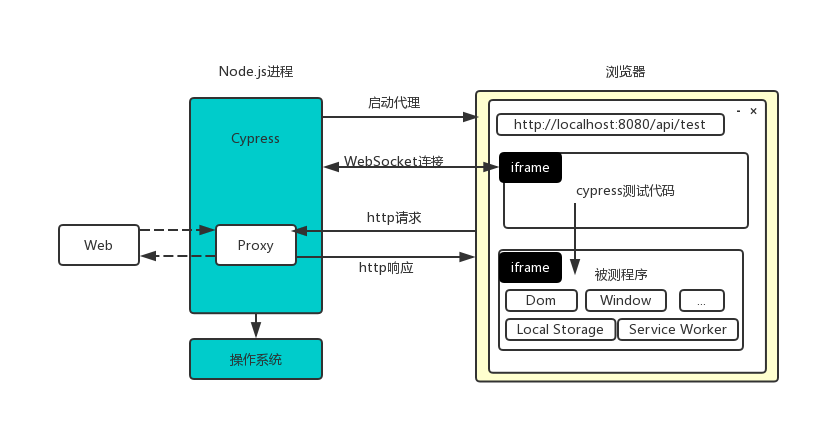 Node.js进程
浏览器
启动代理
- ×
http://localhost:8080/api/test
Cypress
WebSocket连接
iframe
cypress测试代码
http请求
Web
Proxy
http响应
iframe
被测程序
Dom
Window
...
Local Storage
Service Worker
操作系统